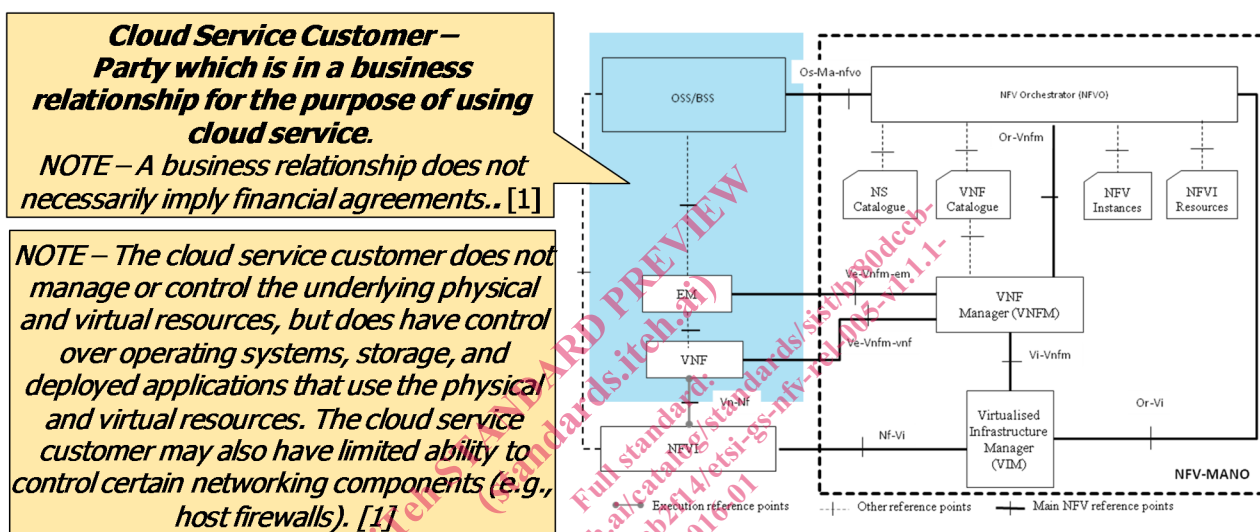 Cloud Service Customer –
Party which is in a business
relationship for the purpose of using
cloud service.
NOTE – A business relationship does not
necessarily imply financial agreements.. [1]
NOTE – The cloud service customer does not
manage or control the underlying physical
and virtual resources, but does have control
over operating systems, storage, and
deployed applications that use the physical
and virtual resources. The cloud service
customer may also have limited ability to
control certain networking components (e.g.,
host firewalls). [1]
OSS/BSS
Os-Ma-nfvo
NFV Orchestrator (NFVO)
Or-Vnfm
NS
Catalogue
VNF
Catalogue
NFV
Instances
NFVI
Resources
EM
Ve-Vnfm-em
VNF
Manager (VNFM)
VNF
Ve-Vnfm-vnf
Vi-Vnfm
Vn-Nf
Or-Vi
NFVI
Nf-Vi
Virtualised
Infrastructure
Manager
(VIM)
NFV-MANO
Execution reference points
Other reference points
Main NFV reference points
iTeh STANDARD PREVIEW
(standards.iteh.ai)
Full standard: